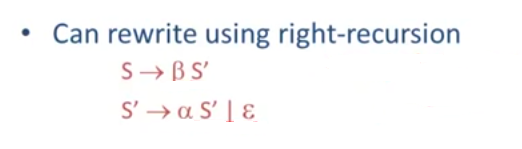 • Can rewrite using right-recursion
S → β S’
S’ → α S’ | ε